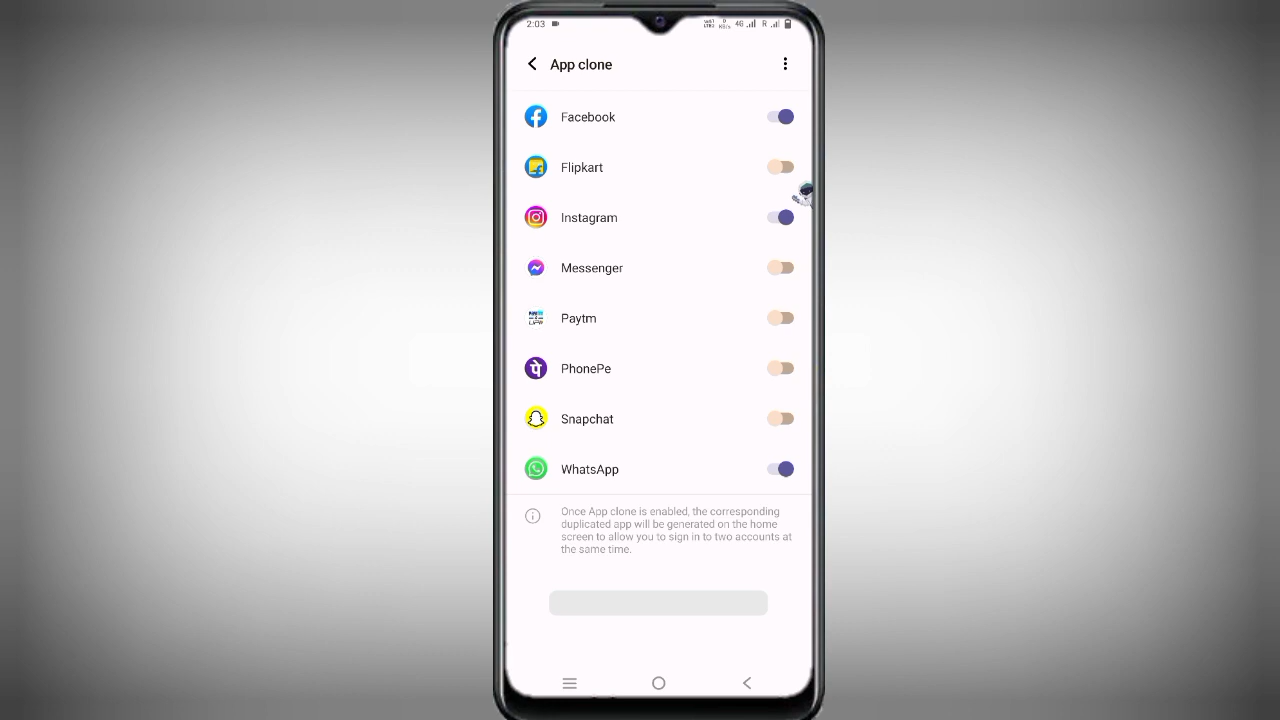 2:03 4G R
App clone
Facebook
Flipkart
Instagram
Messenger
Paytm
PhonePe
Snapchat
WhatsApp
Once App clone is enabled, the corresponding
duplicated app will be generated on the home
screen to allow you to sign in to two accounts at
the same time.